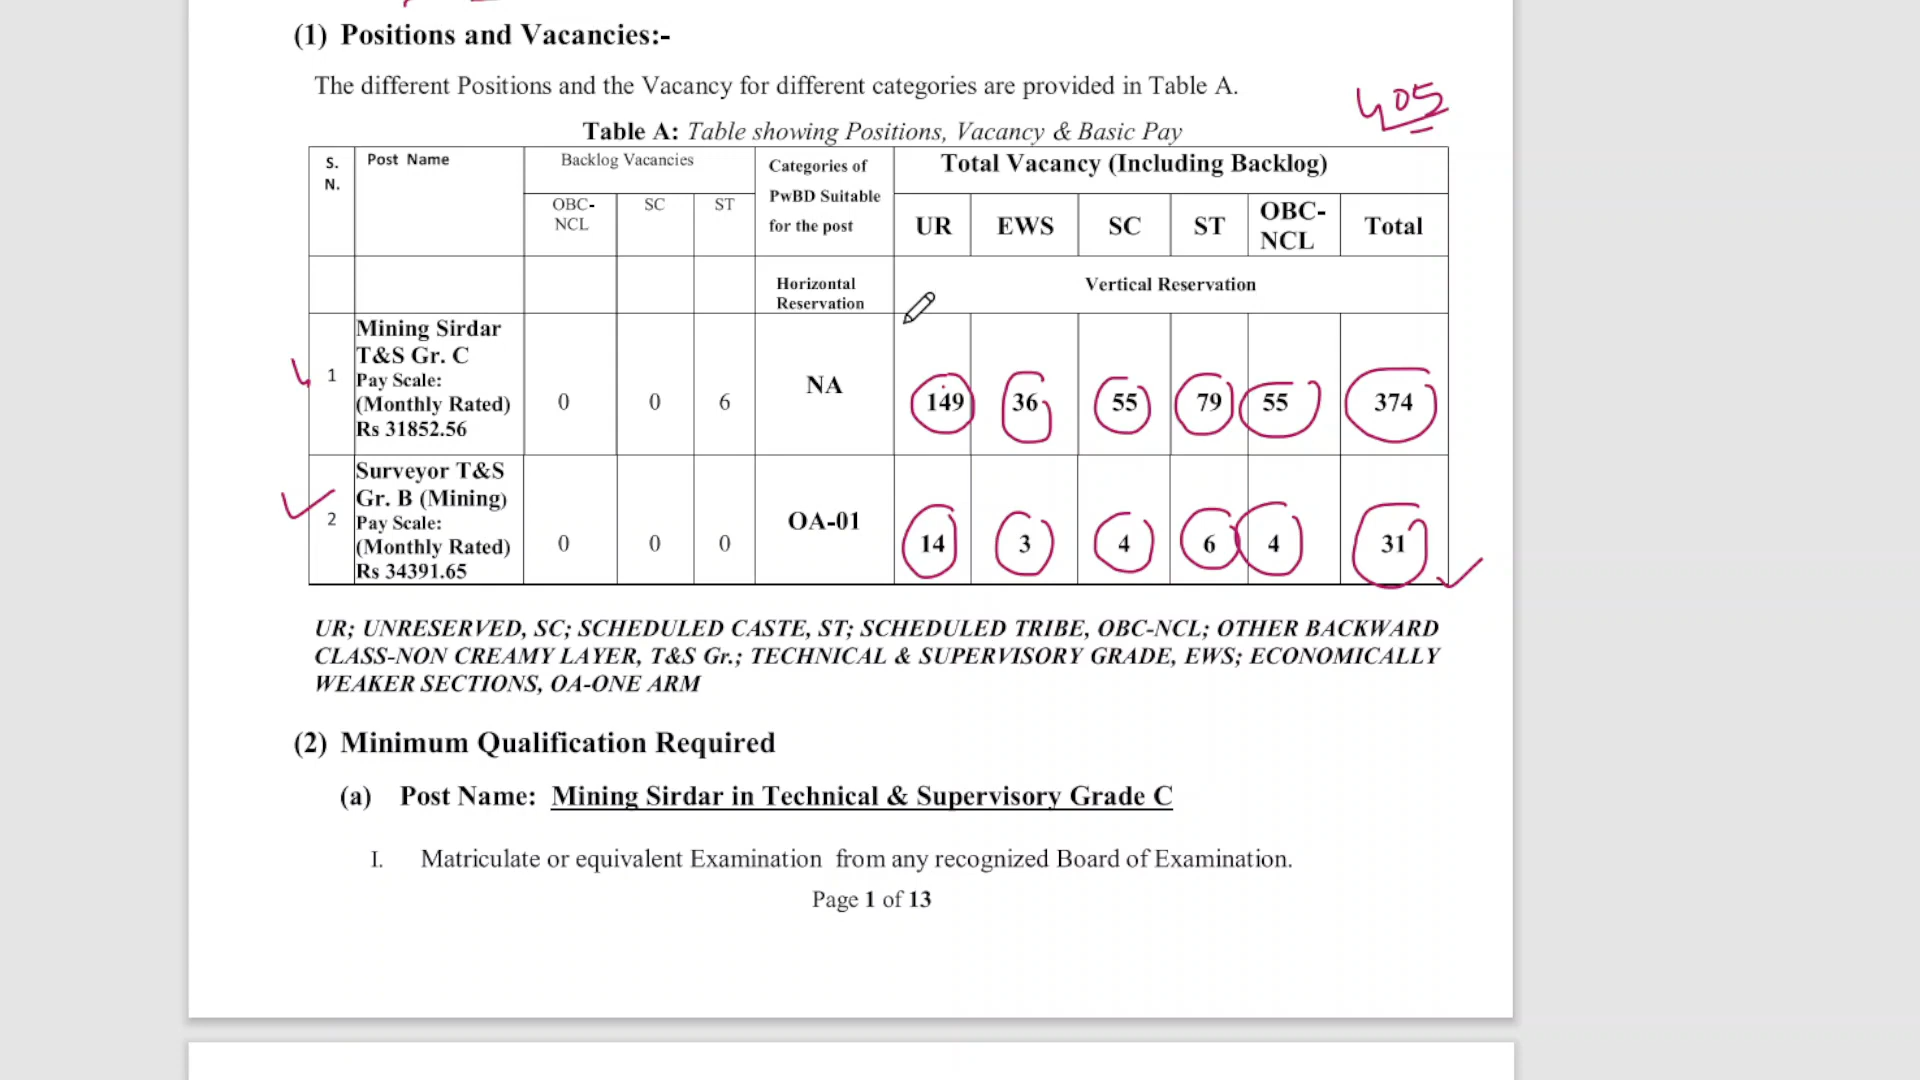 (1) Positions and Vacancies:-
The different Positions and the Vacancy for different categories are provided in Table A.
405
Table A: Table showing Positions, Vacancy & Basic Pay
S. N. Post Name Backlog Vacancies Categories of PwBD Suitable for the post Total Vacancy (Including Backlog)
OBC-NCL SC ST UR EWS SC ST OBC-NCL Total
Horizontal Reservation Vertical Reservation
1 Mining Sirdar T&S Gr. C Pay Scale: (Monthly Rated) Rs 31852.56 0 0 6 NA 149 36 55 79 55 374
2 Surveyor T&S Gr. B (Mining) Pay Scale: (Monthly Rated) Rs 34391.65 0 0 0 OA-01 14 3 4 6 4 31
UR; UNRESERVED, SC; SCHEDULED CASTE, ST; SCHEDULED TRIBE, OBC-NCL; OTHER BACKWARD
CLASS-NON CREAMY LAYER, T&S Gr.; TECHNICAL & SUPERVISORY GRADE, EWS; ECONOMICALLY
WEAKER SECTIONS, OA-ONE ARM
(2) Minimum Qualification Required
(a) Post Name: Mining Sirdar in Technical & Supervisory Grade C
I. Matriculate or equivalent Examination from any recognized Board of Examination.
Page 1 of 13